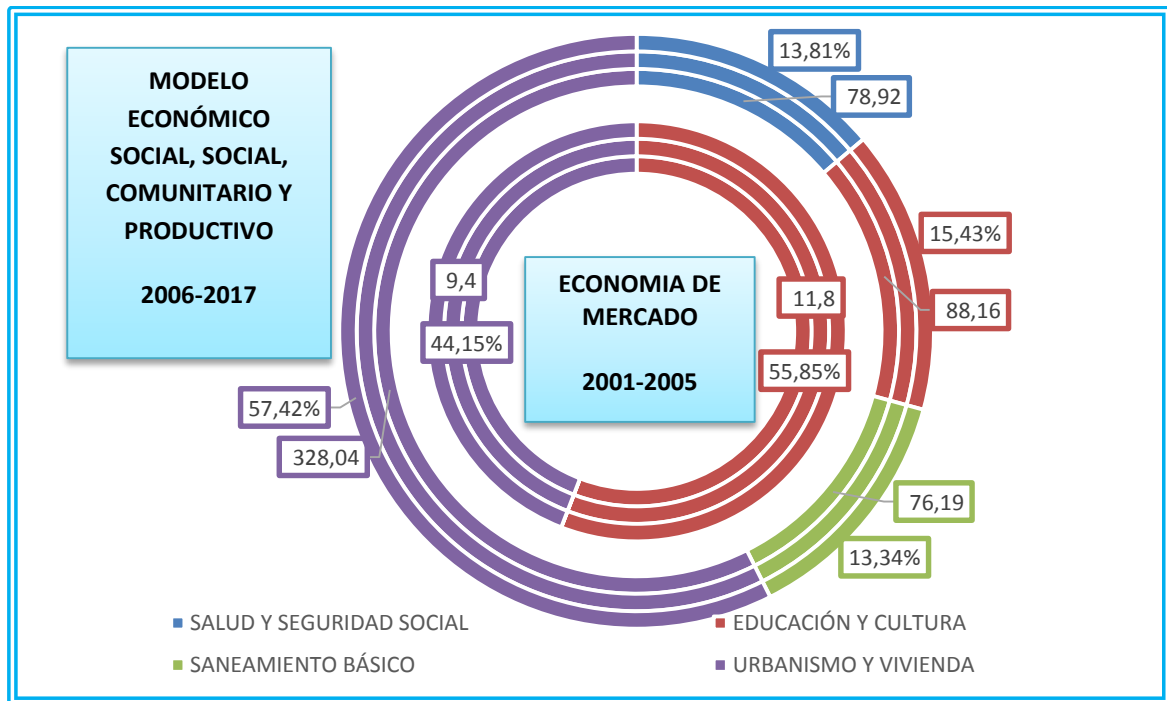 MODELO
ECONÓMICO
SOCIAL, SOCIAL,
COMUNITARIO Y
PRODUCTIVO
2006-2017
13,81%
78,92
15,43%
88,16
9,4
44,15%
ECONOMIA DE
MERCADO
2001-2005
11,8
55,85%
57,42%
328,04
76,19
13,34%
SALUD Y SEGURIDAD SOCIAL
EDUCACIÓN Y CULTURA
SANEAMIENTO BÁSICO
URBANISMO Y VIVIENDA